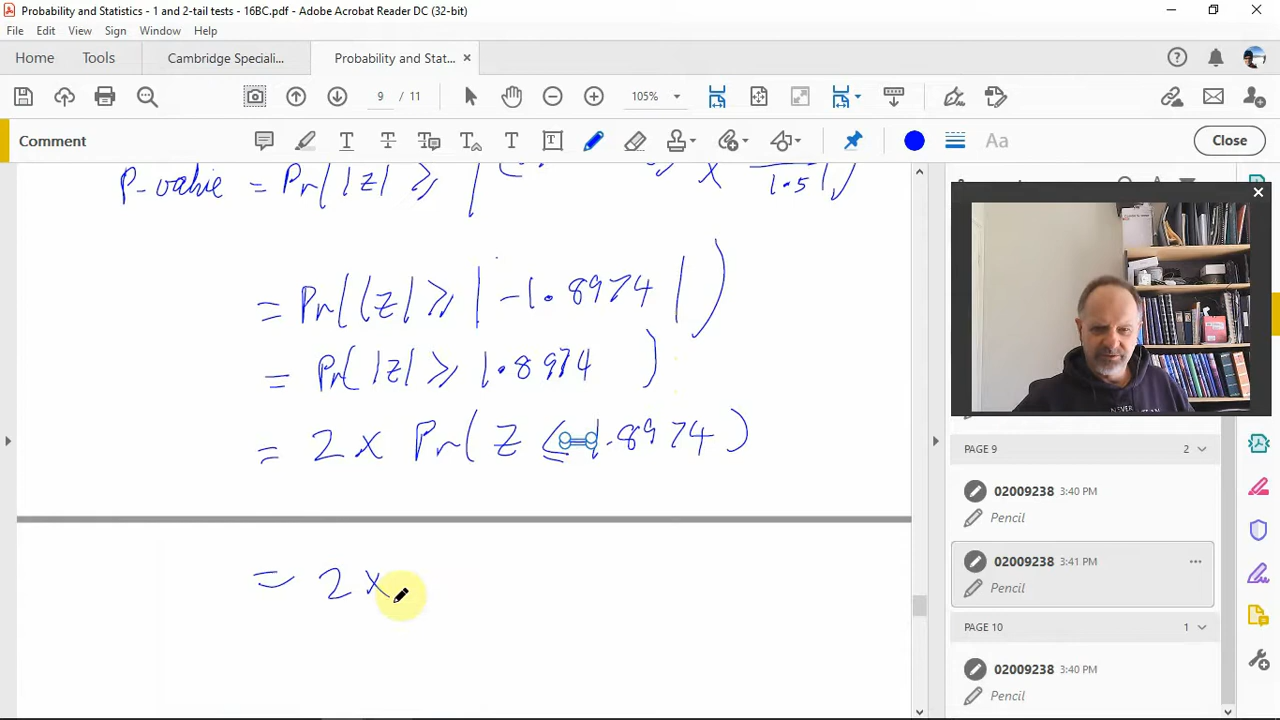 Probability and Statistics - 1 and 2-tail tests - 16BC.pdf - Adobe Acrobat Reader DC (32-bit)
File Edit View Sign Window Help
Home Tools Cambridge Speciali... Probability and Stat... ×
9 / 11 105%
Comment Close
P-value = Pr(|Z| ≥ | × 1.5
= Pr(|Z| ≥ |-1.8974|)
= Pr(|Z| ≥ 1.8974)
= 2 x Pr(Z ≤ -1.8974)
= 2 x
PAGE 9 2
02009238 3:40 PM
Pencil
02009238 3:41 PM
Pencil
PAGE 10 1
02009238 3:40 PM
Pencil